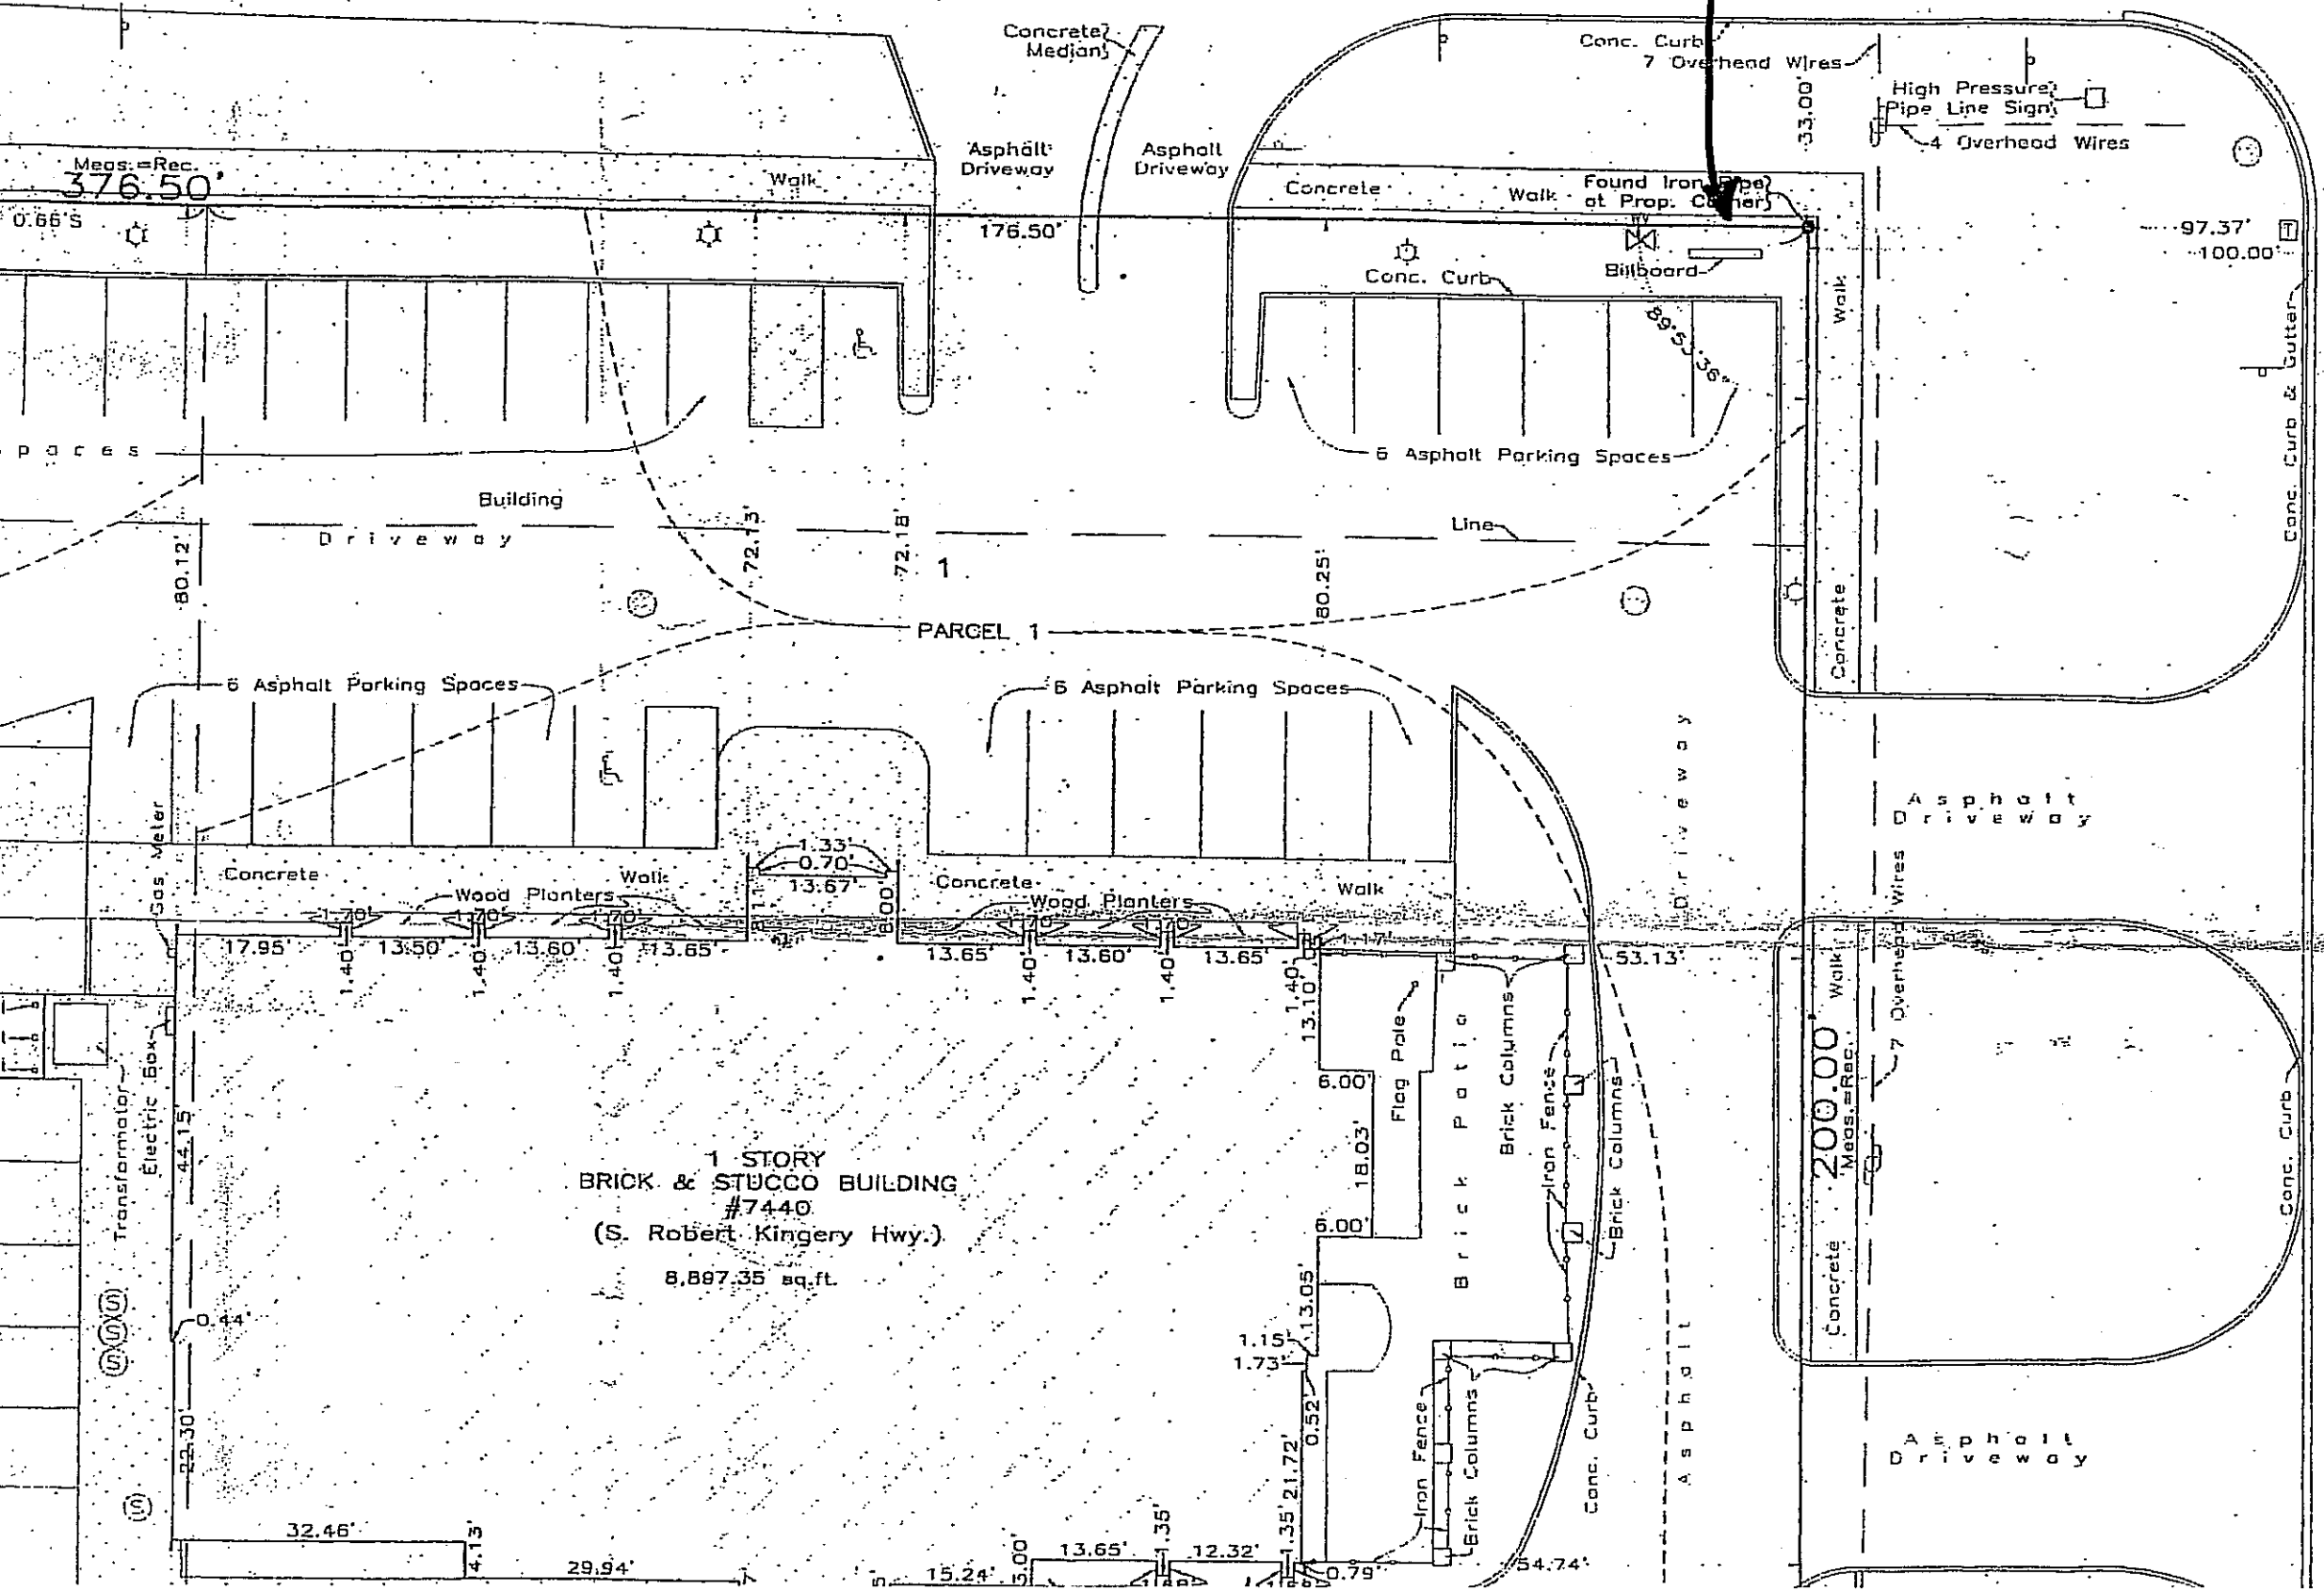 Concrete
Median
Conc. Curb
7 Overhead Wires
High Pressure
Pipe Line Sign
4 Overhead Wires
33.00'
Meas.=Rec.
376.50'
0.66'S
Walk
Asphalt
Driveway
Asphalt
Driveway
Concrete Walk
Found Iron Pipe
at Prop. Corner
176.50'
97.37'
100.00'
T
Billboard
Conc. Curb
Walk
Conc. Curb & Gutter
89°53'36"
paces
6 Asphalt Parking Spaces
Building
Line
Driveway
80.12'
72.13'
72.18'
1
80.25'
Concrete
PARCEL 1
6 Asphalt Parking Spaces
6 Asphalt Parking Spaces
Driveway
Asphalt
Driveway
Gas Meter
1.33'
0.70'
13.67'
Concrete Walk
Wood Planters
Concrete Walk
Wood Planters
8.00'
1.70'
1.70'
1.70'
1.17'
17.95'
13.50'
13.60'
13.65'
13.65'
13.60'
13.65'
53.13'
1.40'
1.40'
1.40'
1.40'
1.40'
1.40'
13.10'
7 Overhead Wires
Walk
200.00'
Meas.=Rec.
Concrete
Conc. Curb
Transformator
Electric Box
44.15'
6.00'
18.03'
6.00'
Flag Pole
Brick Patio
Brick Columns
Iron Fence
Brick Columns
1 STORY
BRICK & STUCCO BUILDING
#7440
(S. Robert Kingery Hwy.)
8,897.35 sq.ft.
S
S
S
0.44'
13.05'
1.15'
1.73'
0.52'
22.30'
21.72'
Iron Fence
Brick Columns
Conc. Curb
Asphalt
Asphalt
Driveway
S
32.46'
4.13'
29.94'
15.24'
13.65'
1.35'
12.32'
1.35'
0.79'
54.74'